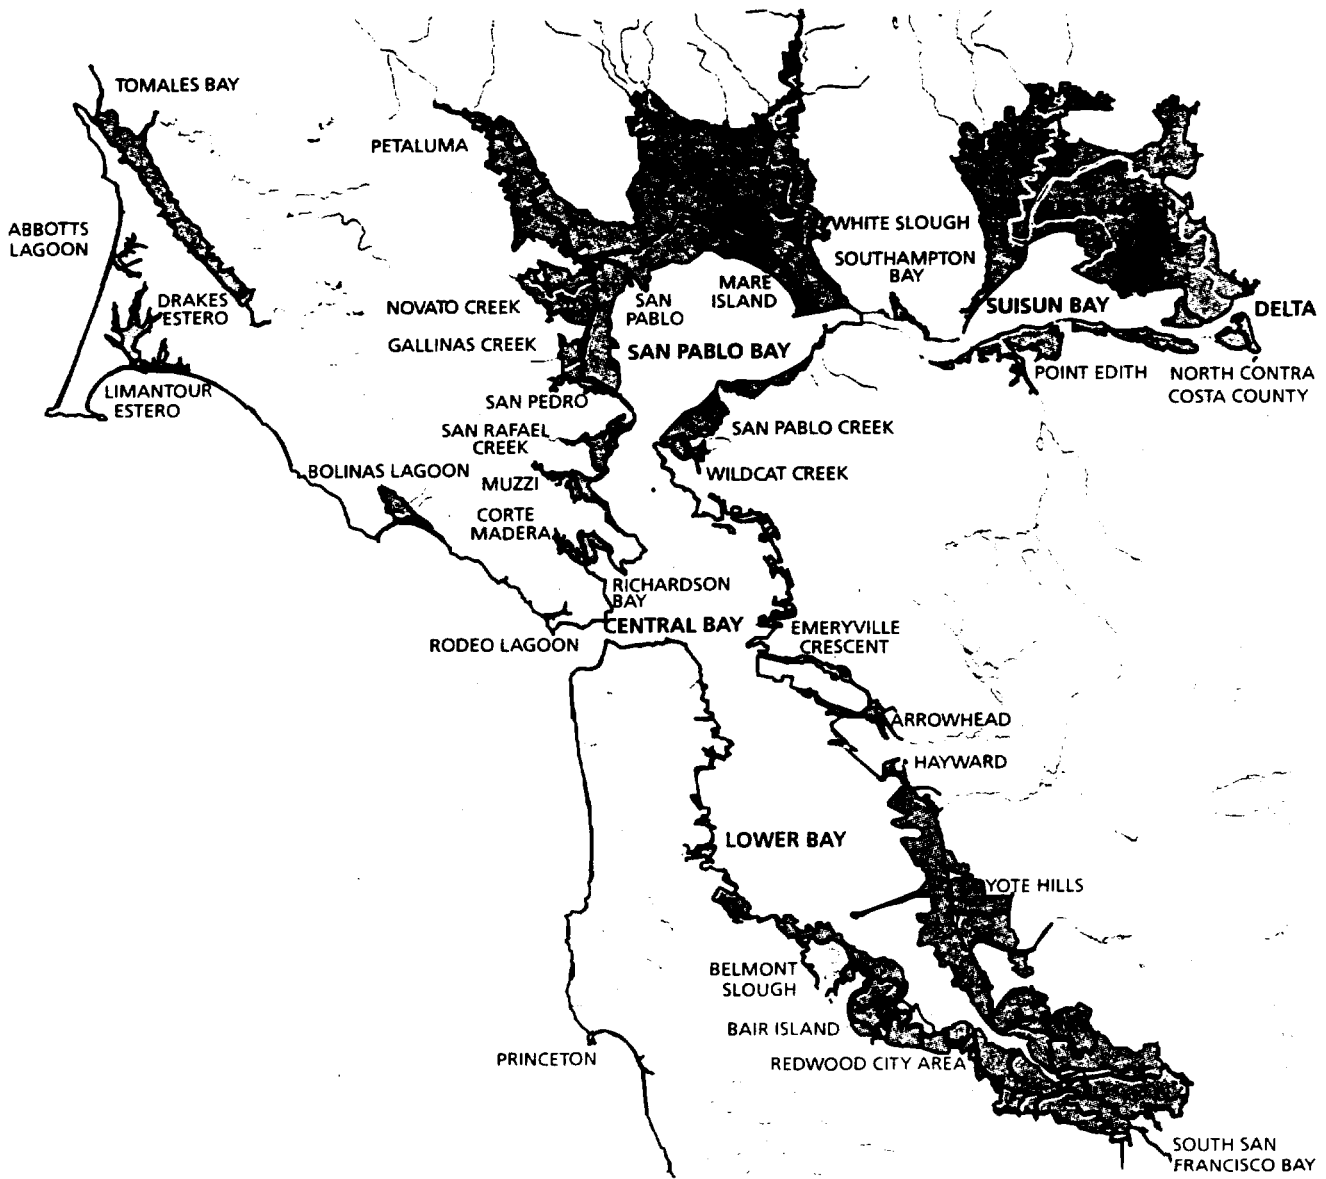 TOMALES BAY
PETALUMA
ABBOTTS
LAGOON
WHITE SLOUGH
SOUTHAMPTON
BAY
DRAKES
ESTERO
NOVATO CREEK
SAN
PABLO
MARE
ISLAND
SUISUN BAY
DELTA
GALLINAS CREEK
SAN PABLO BAY
POINT EDITH
NORTH CONTRA
COSTA COUNTY
LIMANTOUR
ESTERO
SAN PEDRO
SAN RAFAEL
CREEK
SAN PABLO CREEK
BOLINAS LAGOON
MUZZI
WILDCAT CREEK
CORTE
MADERA
RICHARDSON
BAY
CENTRAL BAY
RODEO LAGOON
EMERYVILLE
CRESCENT
ARROWHEAD
HAYWARD
LOWER BAY
YOTE HILLS
BELMONT
SLOUGH
BAIR ISLAND
PRINCETON
REDWOOD CITY AREA
SOUTH SAN
FRANCISCO BAY